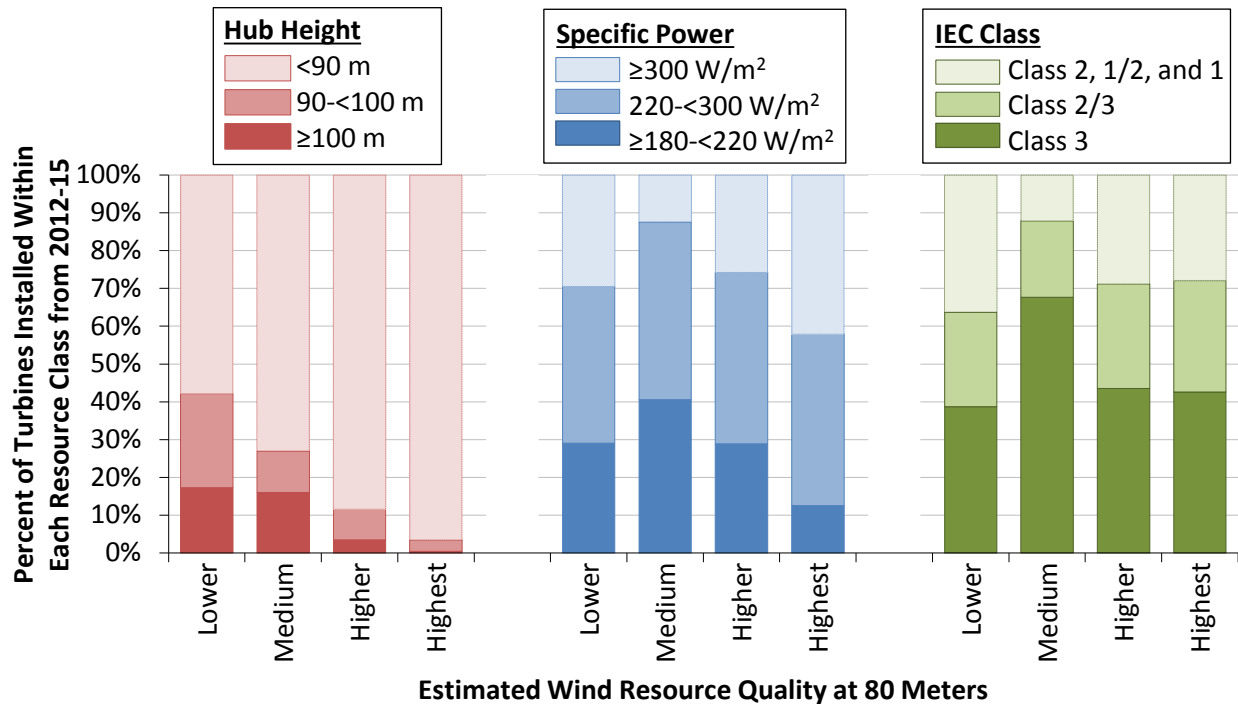 Hub Height
<90 m
90-<100 m
≥100 m
Specific Power
≥300 W/m²
220-<300 W/m²
≥180-<220 W/m²
IEC Class
Class 2, 1/2, and 1
Class 2/3
Class 3
Percent of Turbines Installed Within
Each Resource Class from 2012-15
100%
90%
80%
70%
60%
50%
40%
30%
20%
10%
0%
Lower
Medium
Higher
Highest
Lower
Medium
Higher
Highest
Lower
Medium
Higher
Highest
Estimated Wind Resource Quality at 80 Meters